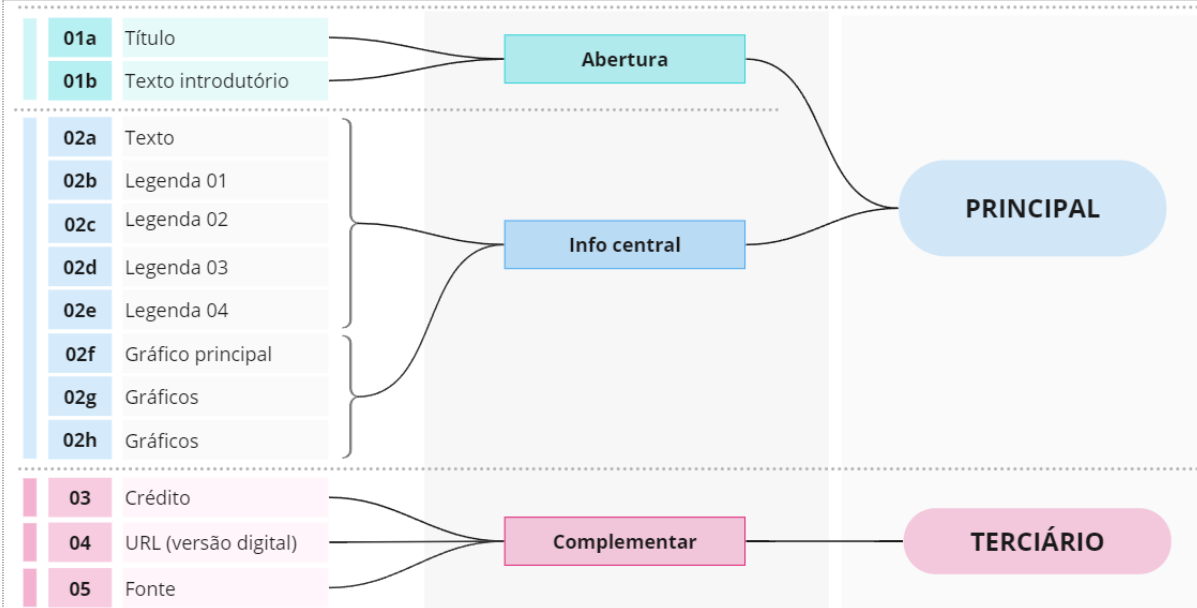 01a Título
01b Texto introdutório
Abertura
02a Texto
02b Legenda 01
02c Legenda 02
02d Legenda 03
02e Legenda 04
02f Gráfico principal
02g Gráficos
02h Gráficos
Info central
PRINCIPAL
03 Crédito
04 URL (versão digital)
05 Fonte
Complementar
TERCIÁRIO